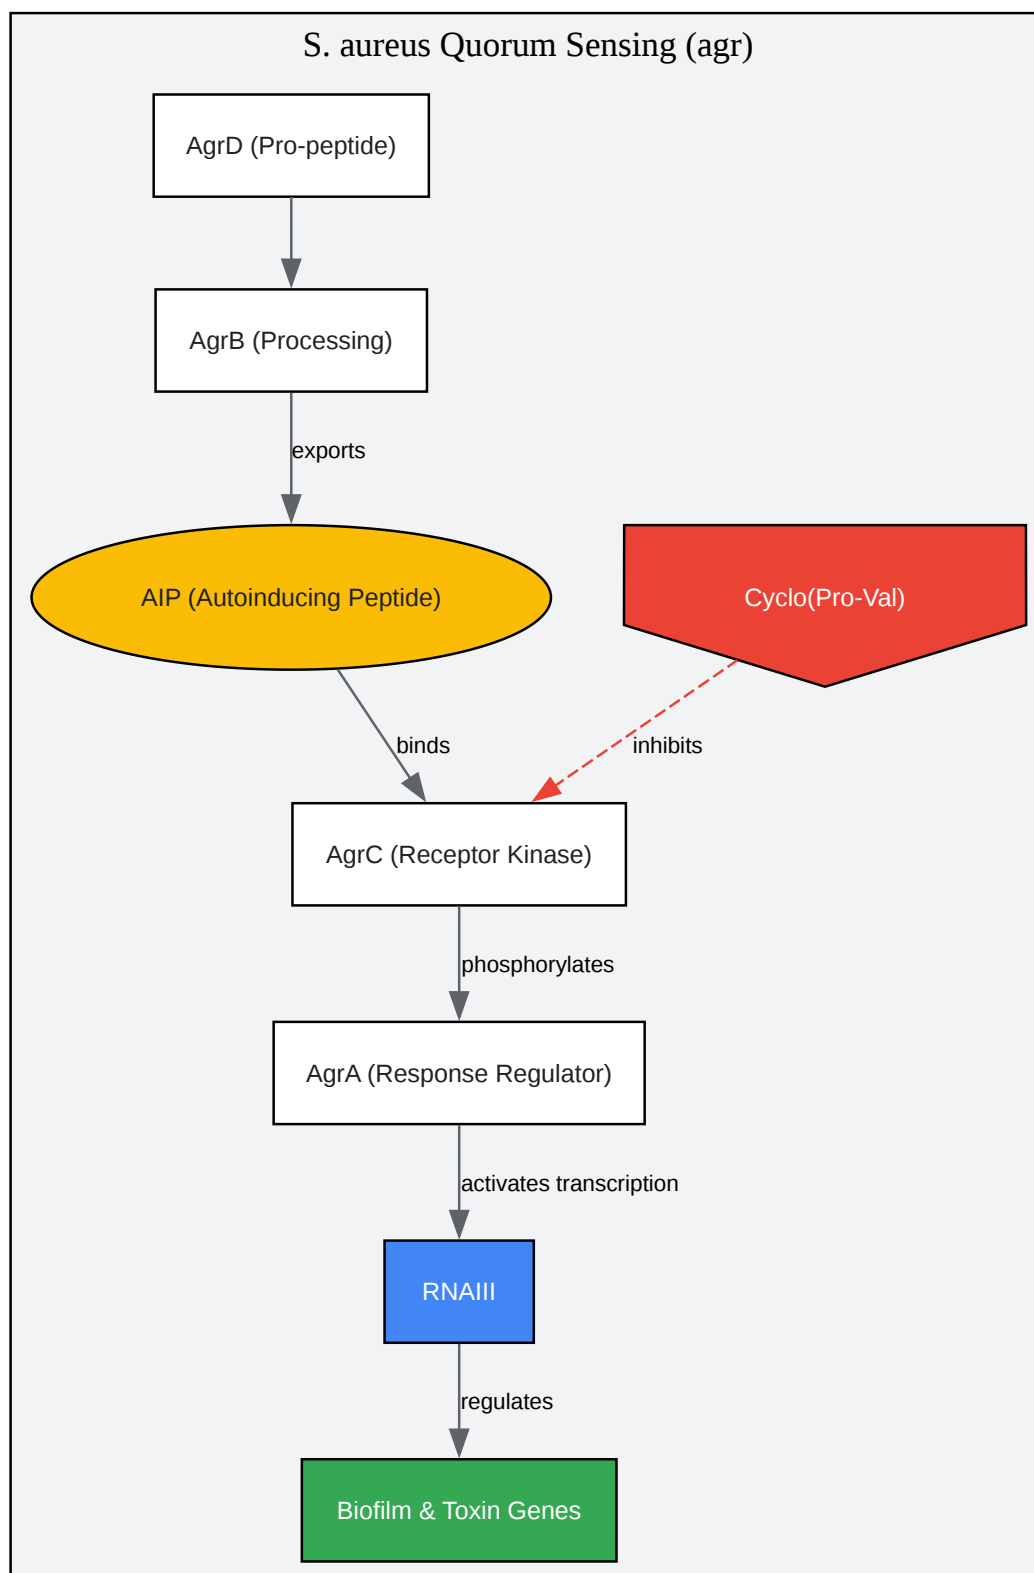 S. aureus Quorum Sensing (agr)
AgrD (Pro-peptide)
AgrB (Processing)
exports
AIP (Autoinducing Peptide)
Cyclo(Pro-Val)
binds
inhibits
AgrC (Receptor Kinase)
phosphorylates
AgrA (Response Regulator)
activates transcription
RNAIII
regulates
Biofilm & Toxin Genes